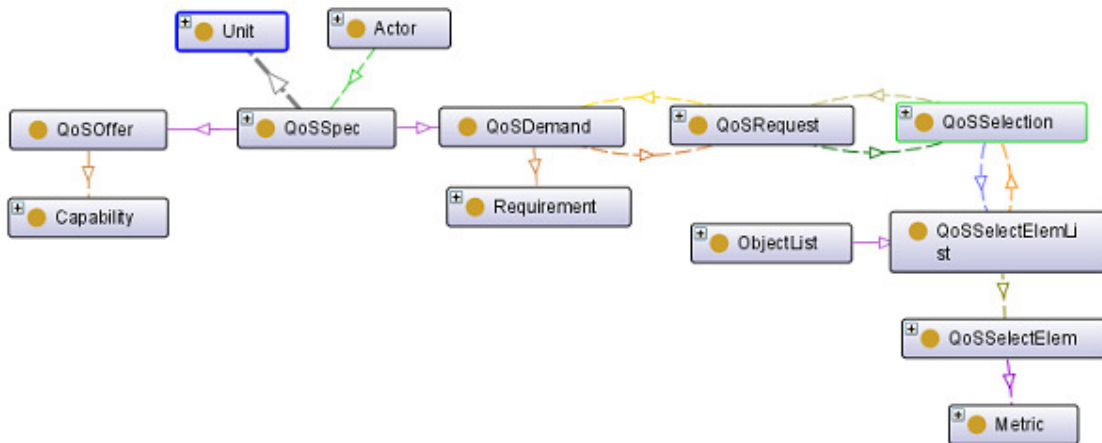 Unit
Actor
QoSOffer
QoSSpec
QoSDemand
QoSRequest
QoSSelection
Capability
Requirement
ObjectList
QoSSelectElemLi
st
QoSSelectElem
Metric